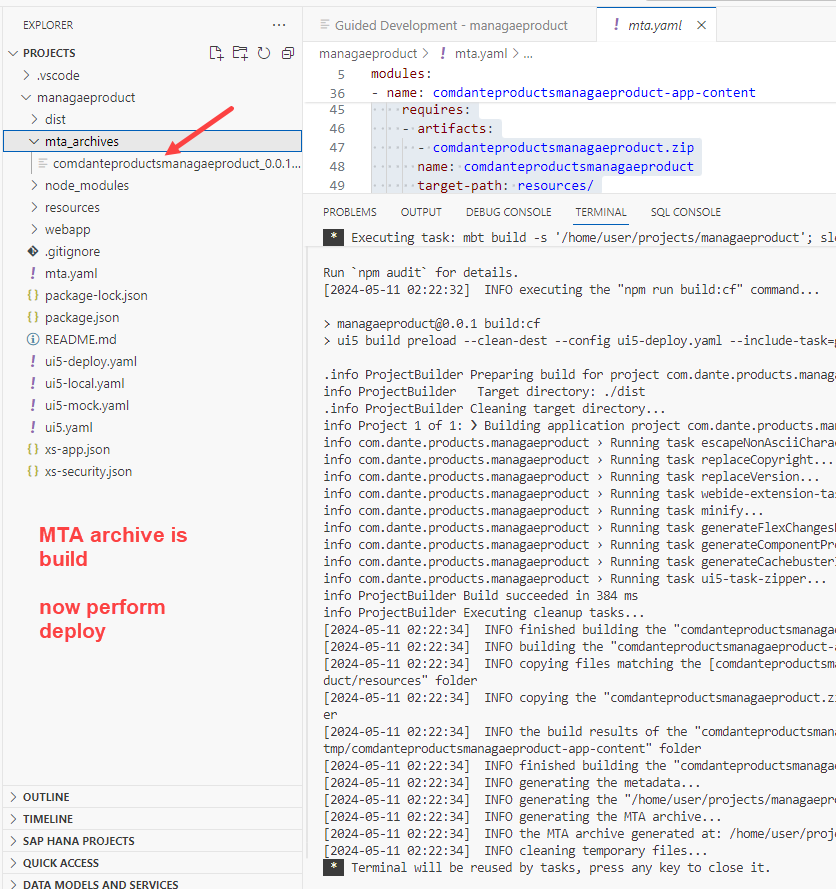 EXPLORER
...
PROJECTS
.vscode
managaeproduct
dist
mta_archives
comdanteproductsmanagaeproduct_0.0.1...
node_modules
resources
webapp
.gitignore
mta.yaml
package-lock.json
package.json
README.md
ui5-deploy.yaml
ui5-local.yaml
ui5-mock.yaml
ui5.yaml
xs-app.json
xs-security.json
MTA archive is
build
now perform
deploy
OUTLINE
TIMELINE
SAP HANA PROJECTS
QUICK ACCESS
DATA MODELS AND SERVICES
Guided Development - managaeproduct
! mta.yaml
managaeproduct > ! mta.yaml > ...
5 modules:
36 - name: comdanteproductsmanagaeproduct-app-content
45 requires:
46 - artifacts:
47 - comdanteproductsmanagaeproduct.zip
48 name: comdanteproductsmanagaeproduct
49 target-path: resources/
PROBLEMS OUTPUT DEBUG CONSOLE TERMINAL SQL CONSOLE
* Executing task: mbt build -s '/home/user/projects/managaeproduct'; sle
Run `npm audit` for details.
[2024-05-11 02:22:32] INFO executing the "npm run build:cf" command...
> managaeproduct@0.0.1 build:cf
> ui5 build preload --clean-dest --config ui5-deploy.yaml --include-task=g
.info ProjectBuilder Preparing build for project com.dante.products.managa
info ProjectBuilder Target directory: ./dist
.info ProjectBuilder Cleaning target directory...
info Project 1 of 1: ❯ Building application project com.dante.products.man
info com.dante.products.managaeproduct › Running task escapeNonAsciiCharac
info com.dante.products.managaeproduct › Running task replaceCopyright...
info com.dante.products.managaeproduct › Running task replaceVersion...
info com.dante.products.managaeproduct › Running task webide-extension-tas
info com.dante.products.managaeproduct › Running task minify...
info com.dante.products.managaeproduct › Running task generateFlexChangesB
info com.dante.products.managaeproduct › Running task generateComponentPre
info com.dante.products.managaeproduct › Running task generateCachebusterI
info com.dante.products.managaeproduct › Running task ui5-task-zipper...
info ProjectBuilder Build succeeded in 384 ms
info ProjectBuilder Executing cleanup tasks...
[2024-05-11 02:22:34] INFO finished building the "comdanteproductsmanagae
[2024-05-11 02:22:34] INFO building the "comdanteproductsmanagaeproduct-a
[2024-05-11 02:22:34] INFO copying files matching the [comdanteproductsma
duct/resources" folder
[2024-05-11 02:22:34] INFO copying the "comdanteproductsmanagaeproduct.zi
er
[2024-05-11 02:22:34] INFO the build results of the "comdanteproductsmana
tmp/comdanteproductsmanagaeproduct-app-content" folder
[2024-05-11 02:22:34] INFO finished building the "comdanteproductsmanagae
[2024-05-11 02:22:34] INFO generating the metadata...
[2024-05-11 02:22:34] INFO generating the "/home/user/projects/managaepro
[2024-05-11 02:22:34] INFO generating the MTA archive...
[2024-05-11 02:22:34] INFO the MTA archive generated at: /home/user/proj
[2024-05-11 02:22:34] INFO cleaning temporary files...
* Terminal will be reused by tasks, press any key to close it.